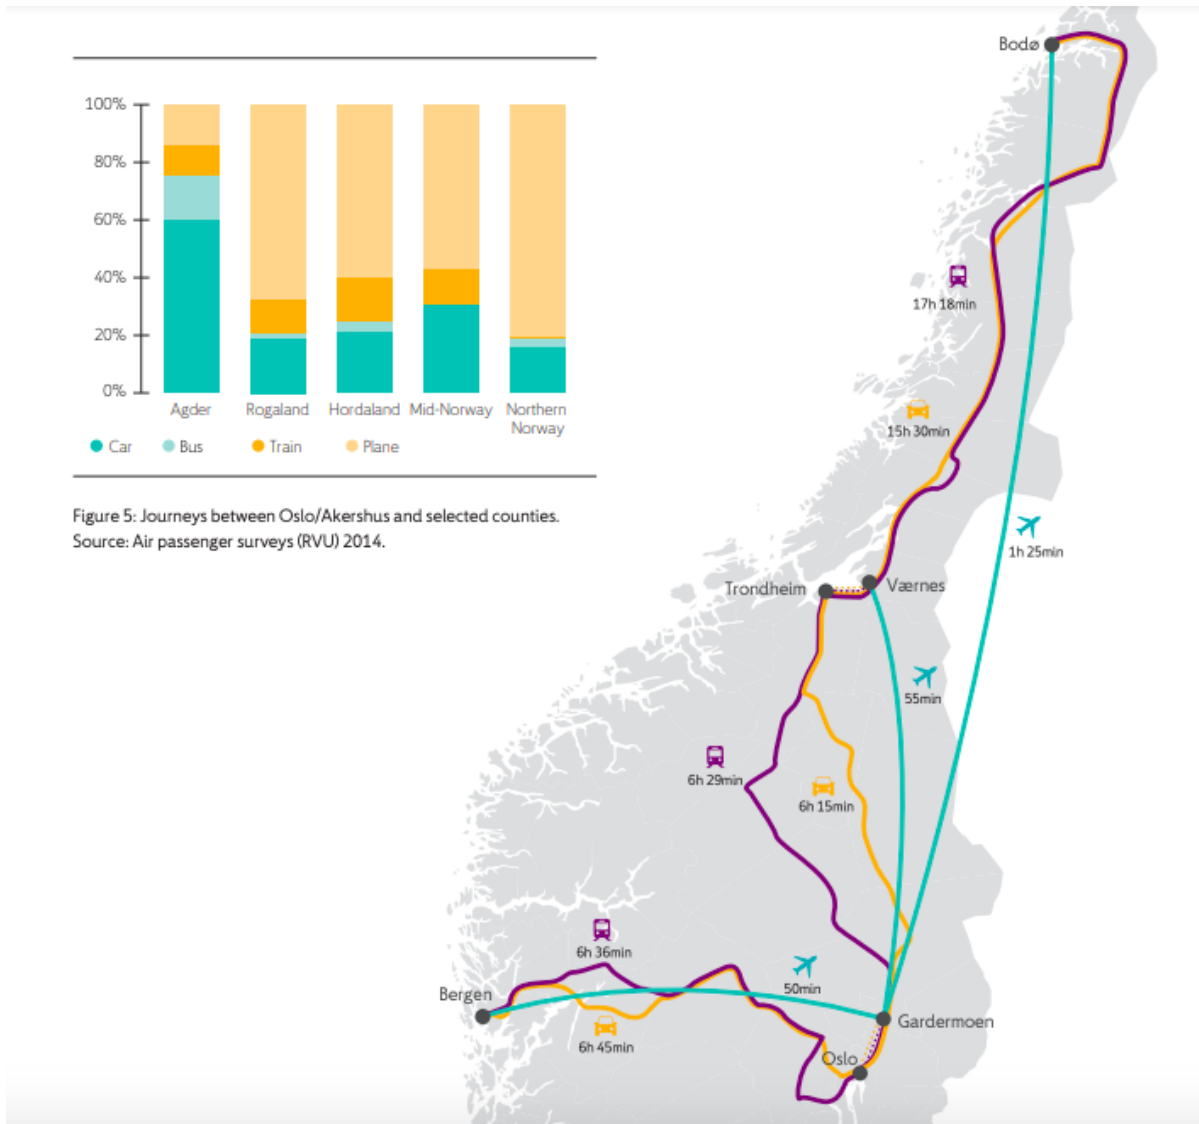 100%
80%
60%
40%
20%
0%
Agder
Rogaland
Hordaland
Mid-Norway
Northern
Norway
Car
Bus
Train
Plane
Figure 5: Journeys between Oslo/Akershus and selected counties.
Source: Air passenger surveys (RVU) 2014.
Bodø
17h 18min
15h 30min
1h 25min
Trondheim
Værnes
55min
6h 29min
6h 15min
6h 36min
50min
Bergen
Gardermoen
6h 45min
Oslo